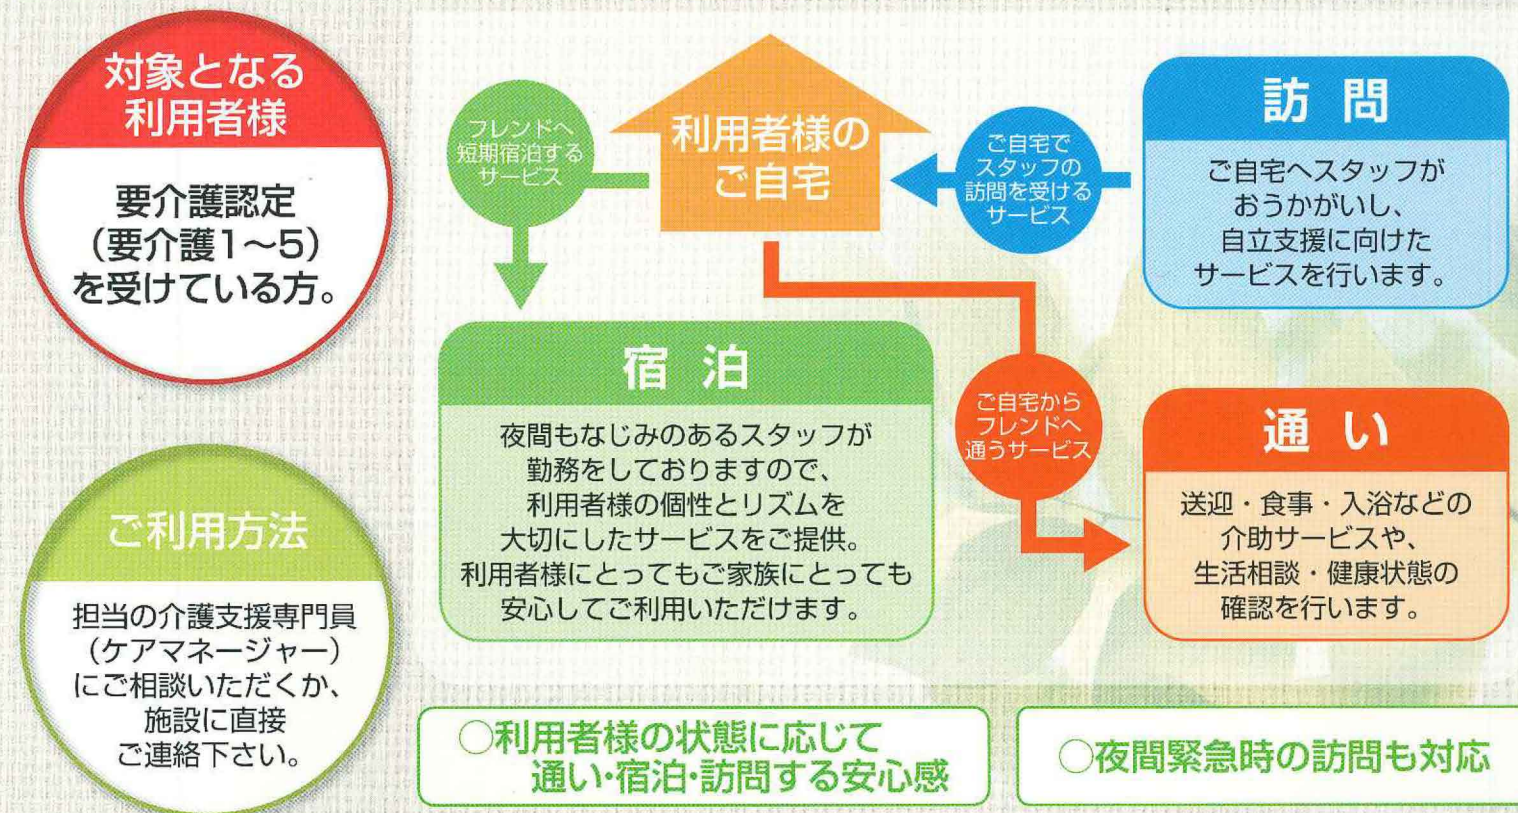 対象となる
利用者様
要介護認定
(要介護1〜5)
を受けている方。
ご利用方法
担当の介護支援専門員
(ケアマネージャー)
にご相談いただくか、
施設に直接
ご連絡下さい。
フレンドへ
短期宿泊する
サービス
利用者様の
ご自宅
ご自宅で
スタッフの
訪問を受ける
サービス
訪問
ご自宅へスタッフが
おうかがいし、
自立支援に向けた
サービスを行います。
宿泊
夜間もなじみのあるスタッフが
勤務をしておりますので、
利用者様の個性とリズムを
大切にしたサービスをご提供。
利用者様にとってもご家族にとっても
安心してご利用いただけます。
ご自宅から
フレンドへ
通うサービス
通い
送迎・食事・入浴などの
介助サービスや、
生活相談・健康状態の
確認を行います。
○利用者様の状態に応じて
通い・宿泊・訪問する安心感
○夜間緊急時の訪問も対応